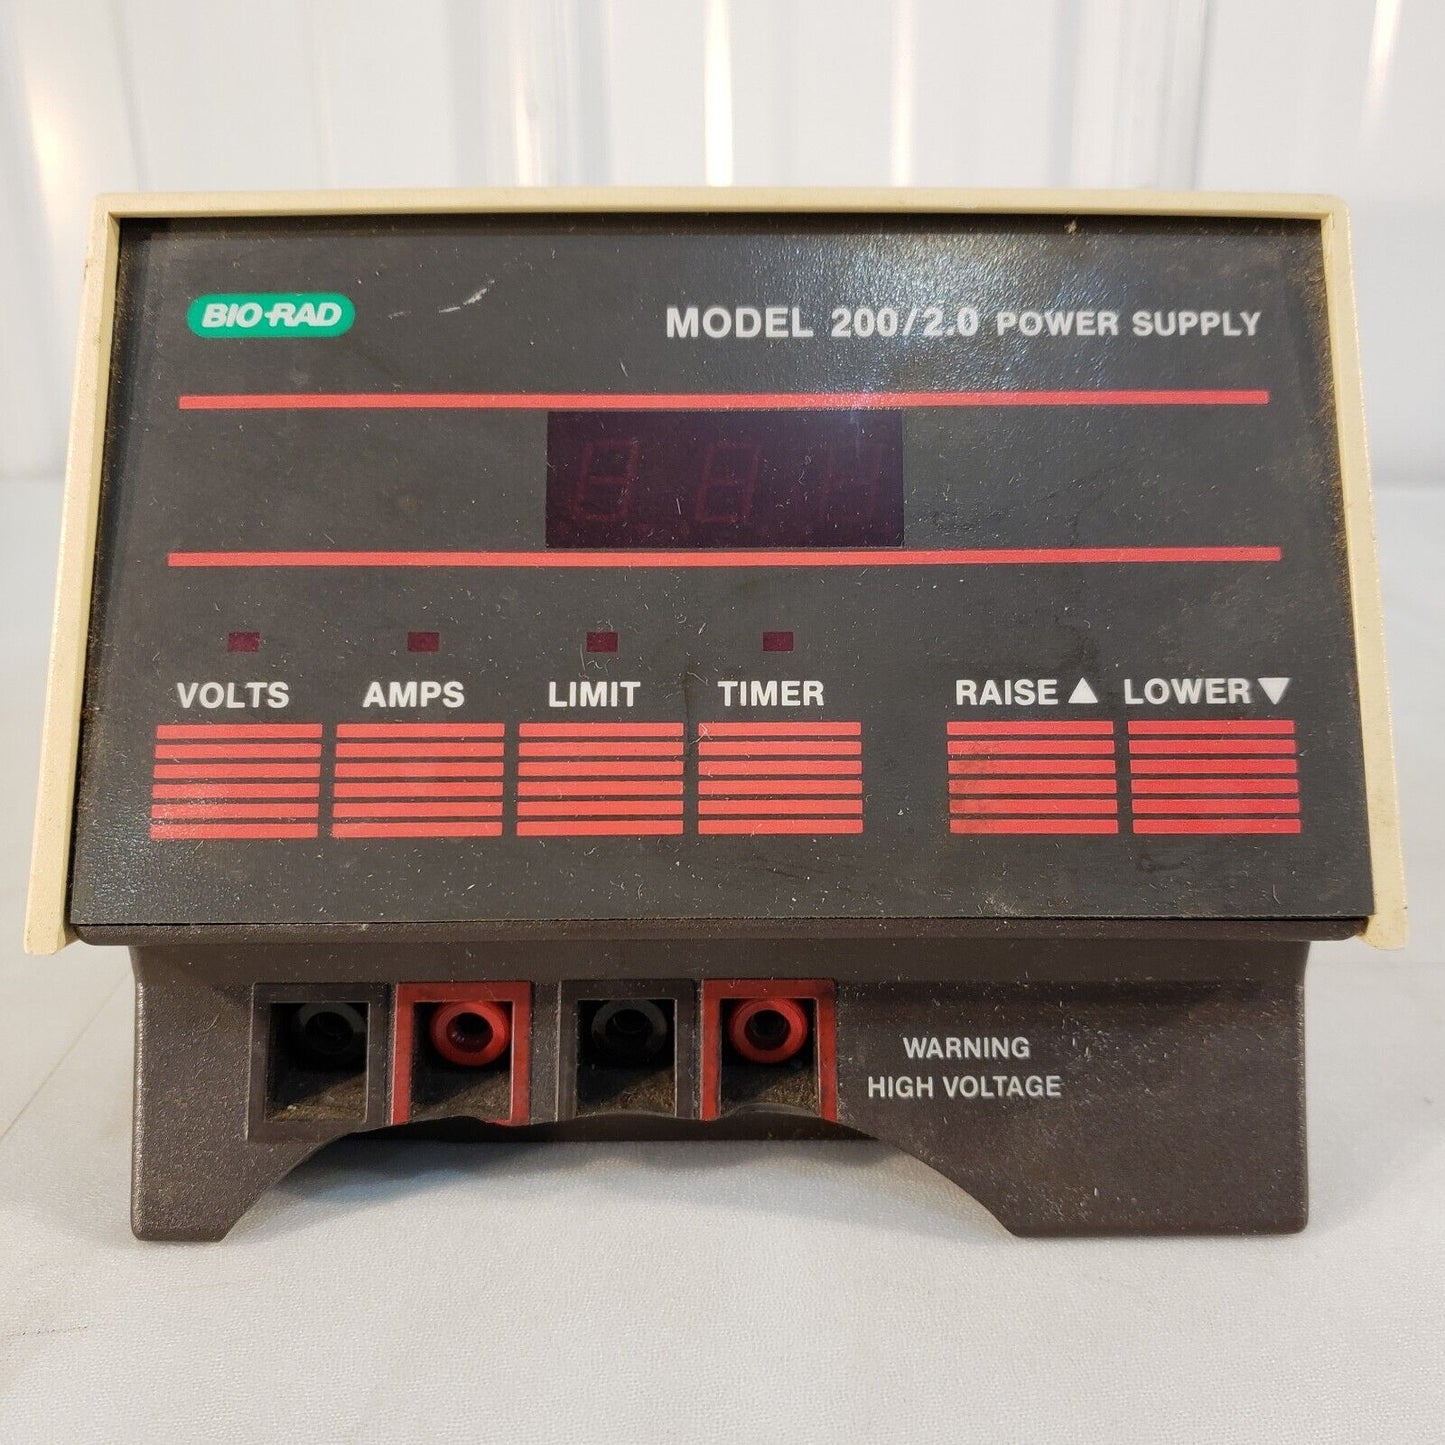 BIO-RAD
MODEL 200/2.0 POWER SUPPLY
VOLTS AMPS LIMIT TIMER RAISE ▲ LOWER ▼
WARNING
HIGH VOLTAGE